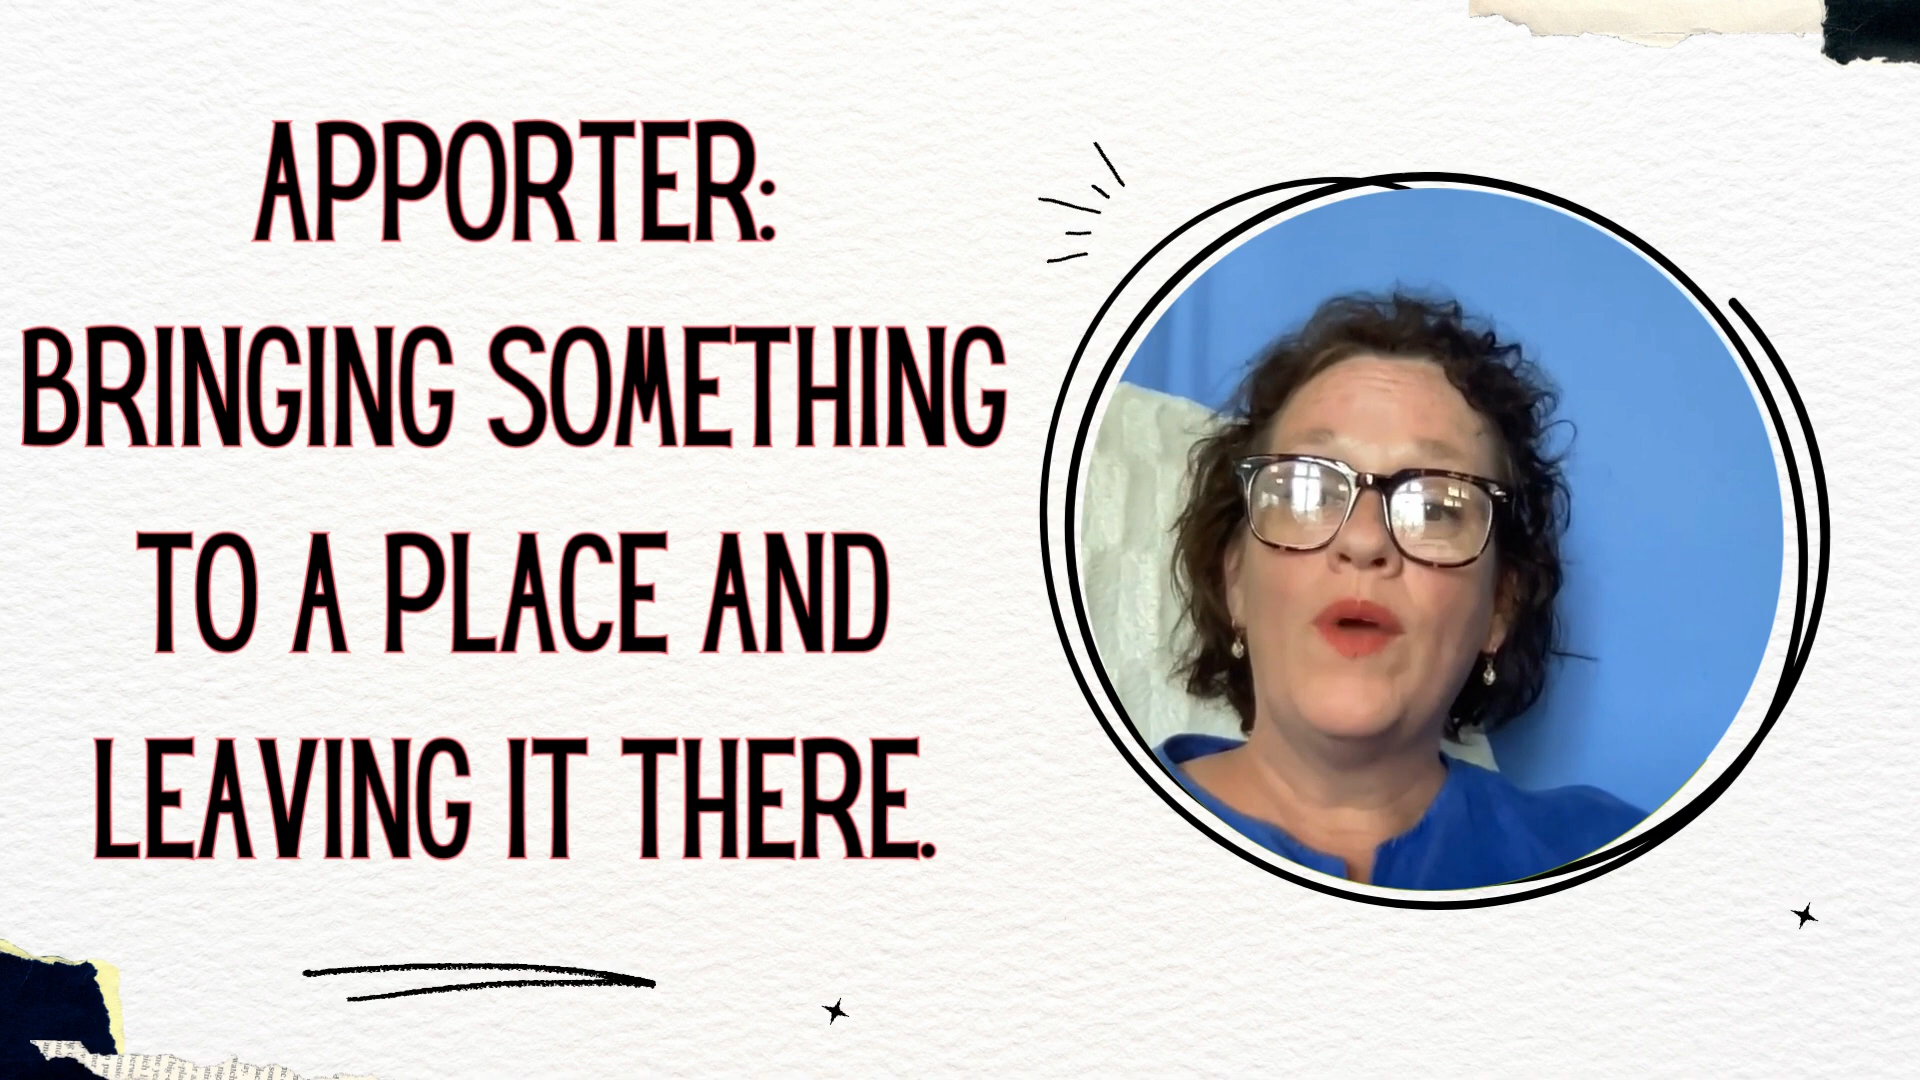 APPORTER:
BRINGING SOMETHING
TO A PLACE AND
LEAVING IT THERE.